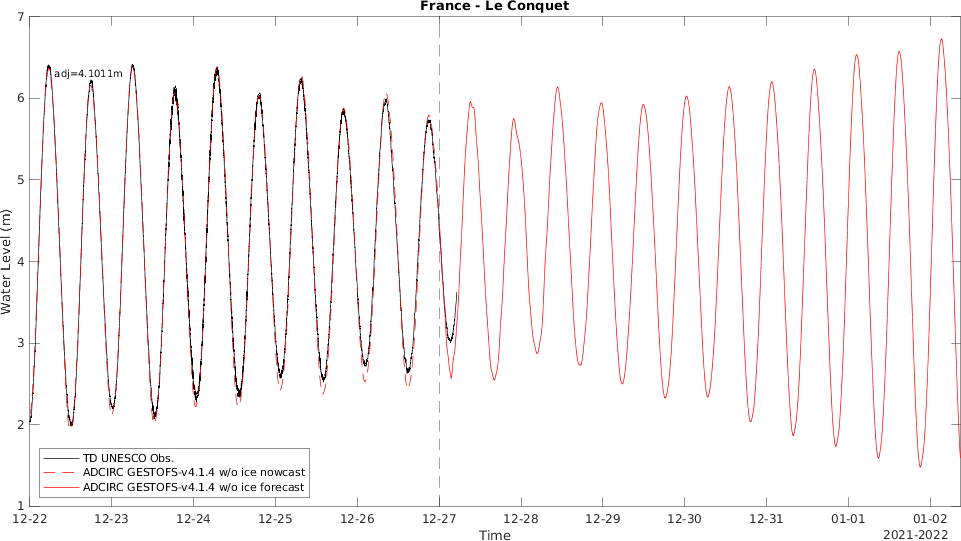 France - Le Conquet
7
6
5
4
3
2
1
Water Level (m)
adj=4.1011m
TD UNESCO Obs.
ADCIRC GESTOFS-v4.1.4 w/o ice nowcast
ADCIRC GESTOFS-v4.1.4 w/o ice forecast
12-22 12-23 12-24 12-25 12-26 12-27 12-28 12-29 12-30 12-31 01-01 01-02
Time
2021-2022